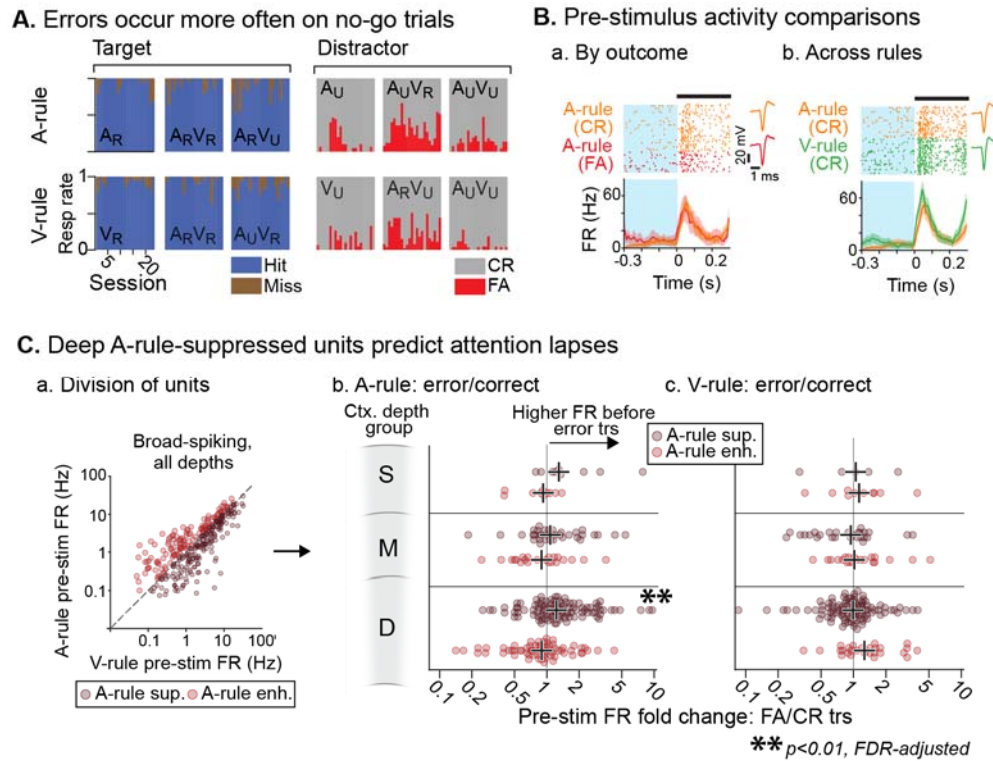 A. Errors occur more often on no-go trials
Target
Distractor
A-rule
A_R
A_RV_R
A_RV_U
A_U
A_UV_R
A_UV_U
V-rule
Resp rate
1
0
V_R
A_RV_R
A_UV_R
V_U
A_RV_U
A_UV_U
5 20
Session
Hit
Miss
CR
FA
B. Pre-stimulus activity comparisons
a. By outcome
A-rule
(CR)
A-rule
(FA)
20 mV
1 ms
FR (Hz)
60
0
-0.3 0 0.2
Time (s)
b. Across rules
A-rule
(CR)
V-rule
(CR)
60
0
-0.3 0 0.2
Time (s)
C. Deep A-rule-suppressed units predict attention lapses
a. Division of units
Broad-spiking,
all depths
A-rule pre-stim FR (Hz)
100
10
1
0.1
0.1 1 10 100
V-rule pre-stim FR (Hz)
A-rule sup. A-rule enh.
b. A-rule: error/correct
Ctx. depth
group
Higher FR before
error trs
S
M
D
**
0.1 0.2 0.5 1 2 5 10
c. V-rule: error/correct
A-rule sup.
A-rule enh.
0.1 0.2 0.5 1 2 5 10
Pre-stim FR fold change: FA/CR trs
** p<0.01, FDR-adjusted